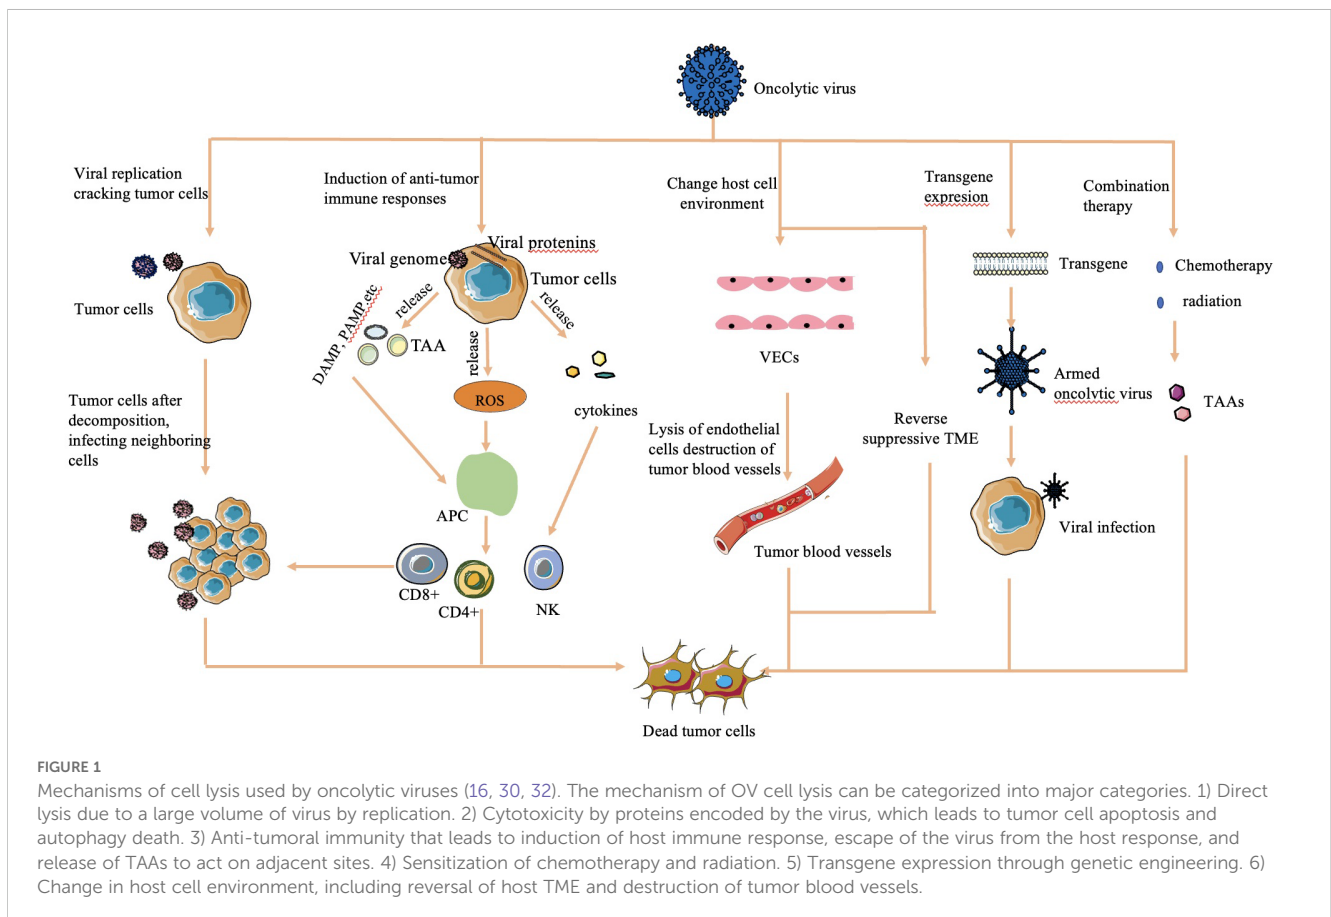 Oncolytic virus
Viral replication
cracking tumor cells
Induction of anti-tumor
immune responses
Change host cell
environment
Transgene
expresion
Combination
therapy
Tumor cells
Viral genome
Viral protenins
Tumor cells
DAMP, PAMP.etc
release
TAA
release
ROS
release
cytokines
APC
CD8+
CD4+
NK
Tumor cells after
decomposition,
infecting neighboring
cells
VECs
Lysis of endothelial
cells destruction of
tumor blood vessels
Tumor blood vessels
Reverse
suppressive TME
Transgene
Armed
oncolvtic virus
Viral infection
Chemotherapy
radiation
TAAs
Dead tumor cells
FIGURE 1
Mechanisms of cell lysis used by oncolytic viruses (16, 30, 32). The mechanism of OV cell lysis can be categorized into major categories. 1) Direct
lysis due to a large volume of virus by replication. 2) Cytotoxicity by proteins encoded by the virus, which leads to tumor cell apoptosis and
autophagy death. 3) Anti-tumoral immunity that leads to induction of host immune response, escape of the virus from the host response, and
release of TAAs to act on adjacent sites. 4) Sensitization of chemotherapy and radiation. 5) Transgene expression through genetic engineering. 6)
Change in host cell environment, including reversal of host TME and destruction of tumor blood vessels.